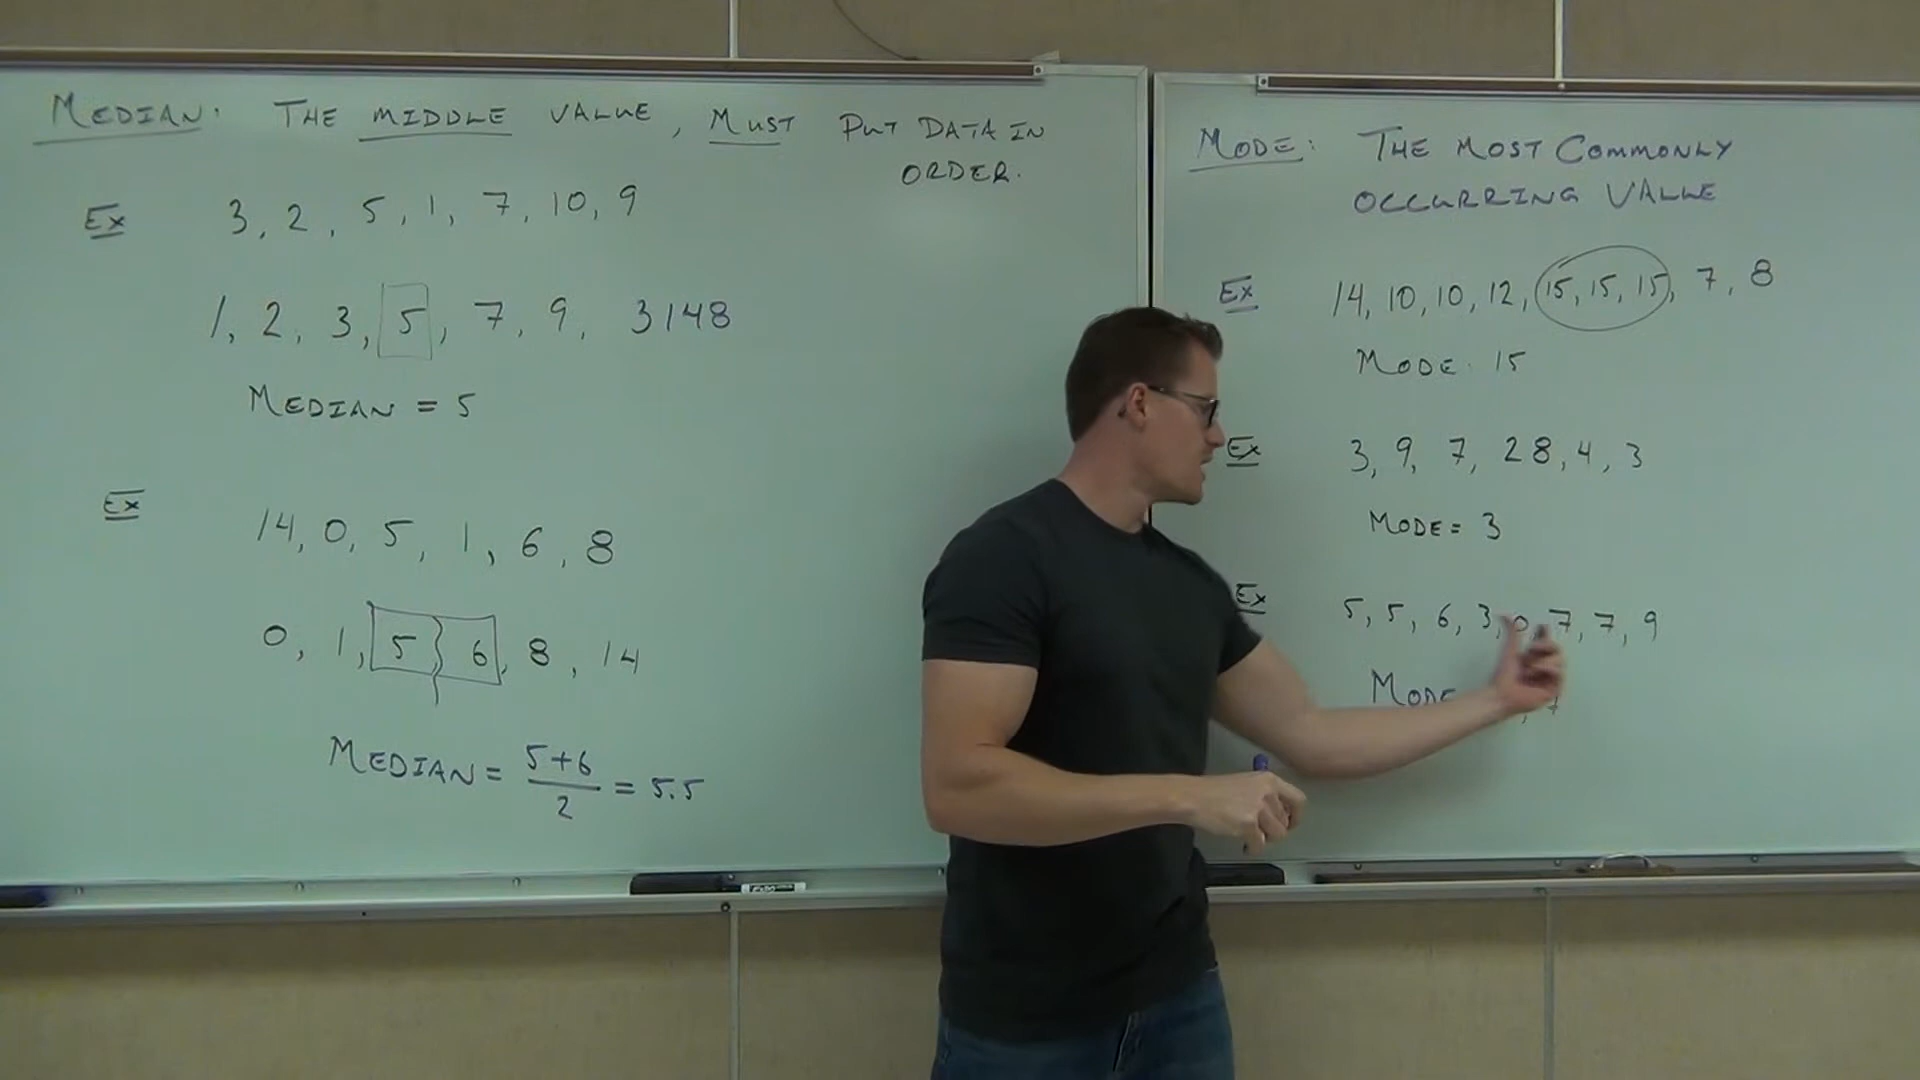 MEDIAN: THE MIDDLE VALUE, MUST PUT DATA IN
ORDER.
Ex 3, 2, 5, 1, 7, 10, 9
1, 2, 3, 5, 7, 9, 3148
MEDIAN = 5
Ex 14, 0, 5, 1, 6, 8
0, 1, 5 6, 8, 14
MEDIAN = 5+6/2 = 5.5
MODE: THE MOST COMMONLY
OCCURRING VALUE
Ex 14, 10, 10, 12, 15, 15, 15, 7, 8
MODE. 15
Ex 3, 9, 7, 28, 4, 3
MODE = 3
Ex 5, 5, 6, 3, 0, 7, 7, 9
MODE , 7